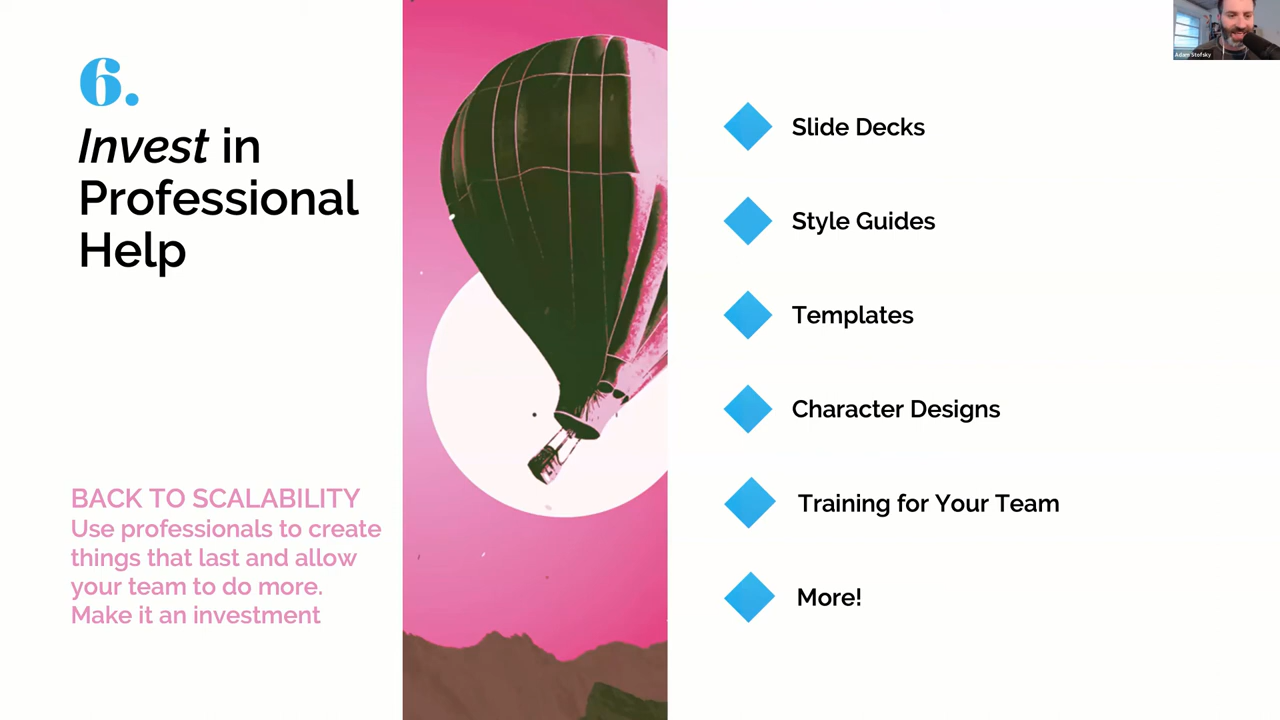 6.
Invest in
Professional
Help
BACK TO SCALABILITY
Use professionals to create
things that last and allow
your team to do more.
Make it an investment
Slide Decks
Style Guides
Templates
Character Designs
Training for Your Team
More!
Adam Stofsky